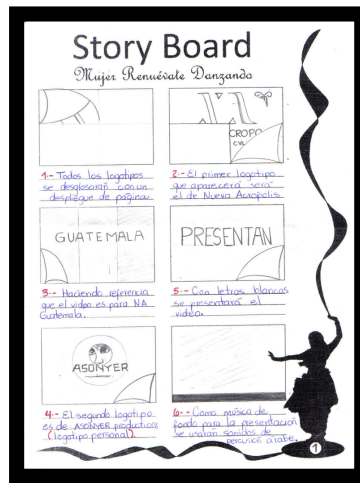 Story Board
Mujer Renuévate Danzando
1.- Todos los logotipos
se desglosarán con un
despliegue de página.
CROPO
2.- El primer logotipo
que aparecerá será
el de Nueva Acrópolis
GUATEMALA
3.- Haciendo referencia
que el video es para NA
Guatemala.
PRESENTAN
5.- Con letras blancas
se presentará el
video.
ASONYER
4.- El segundo logotipo
es de ASONYER productions
(logotipo personal).
6.- Como música de
fondo para la presentación
se usarán sonidos de
percusión árabe.
1